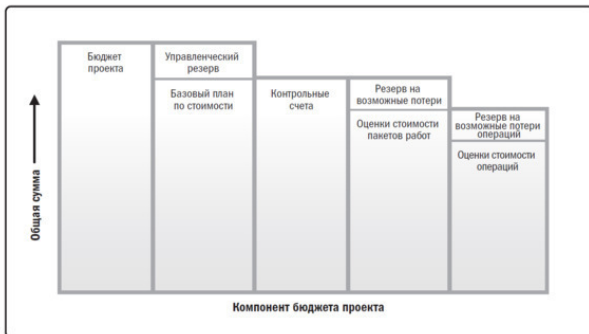 Бюджет
проекта
Управленческий
резерв
Базовый план
по стоимости
Контрольные
счета
Резерв на
возможные потери
Оценки стоимости
пакетов работ
Резерв на
возможные потери
операций
Оценки стоимости
операций
Общая сумма
Компонент бюджета проекта